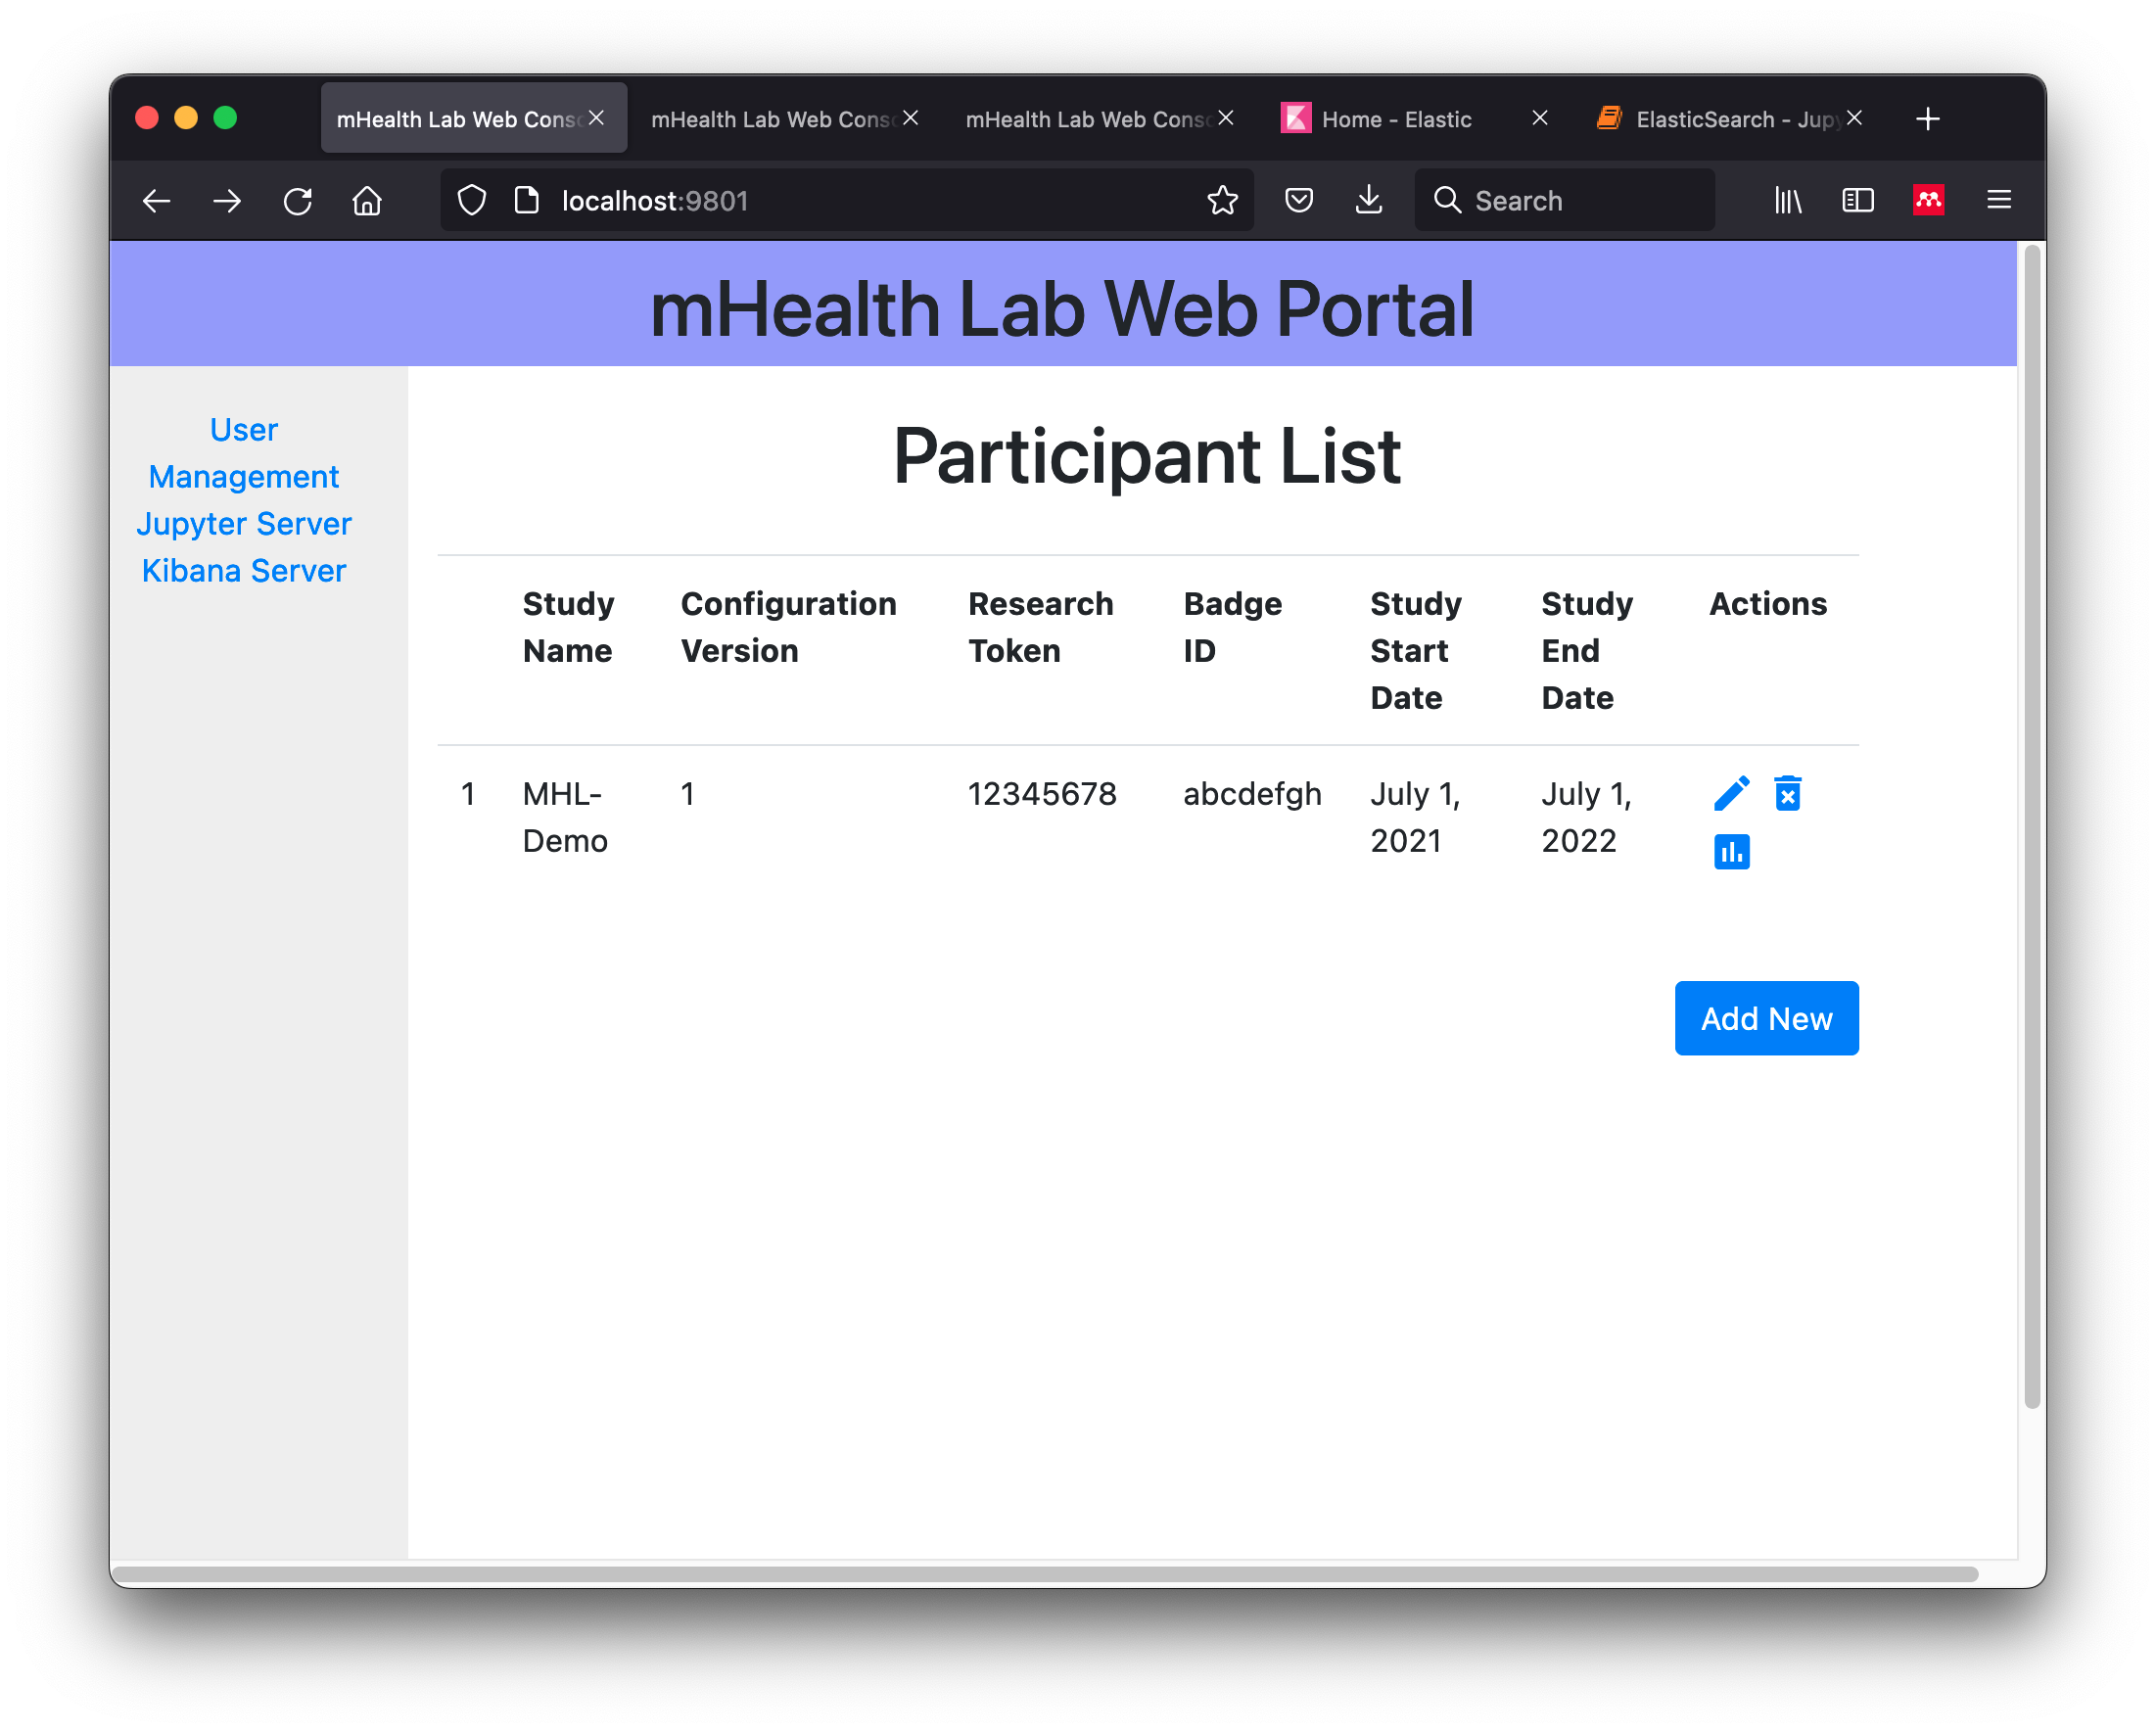 mHealth Lab Web Cons
mHealth Lab Web Cons
mHealth Lab Web Cons
Home - Elastic
ElasticSearch - Jupy
localhost:9801
Search
mHealth Lab Web Portal
User
Management
Jupyter Server
Kibana Server
Participant List
Study
Name
Configuration
Version
Research
Token
Badge
ID
Study
Start
Date
Study
End
Date
Actions
1
MHL-
Demo
1
12345678
abcdefgh
July 1,
2021
July 1,
2022
Add New